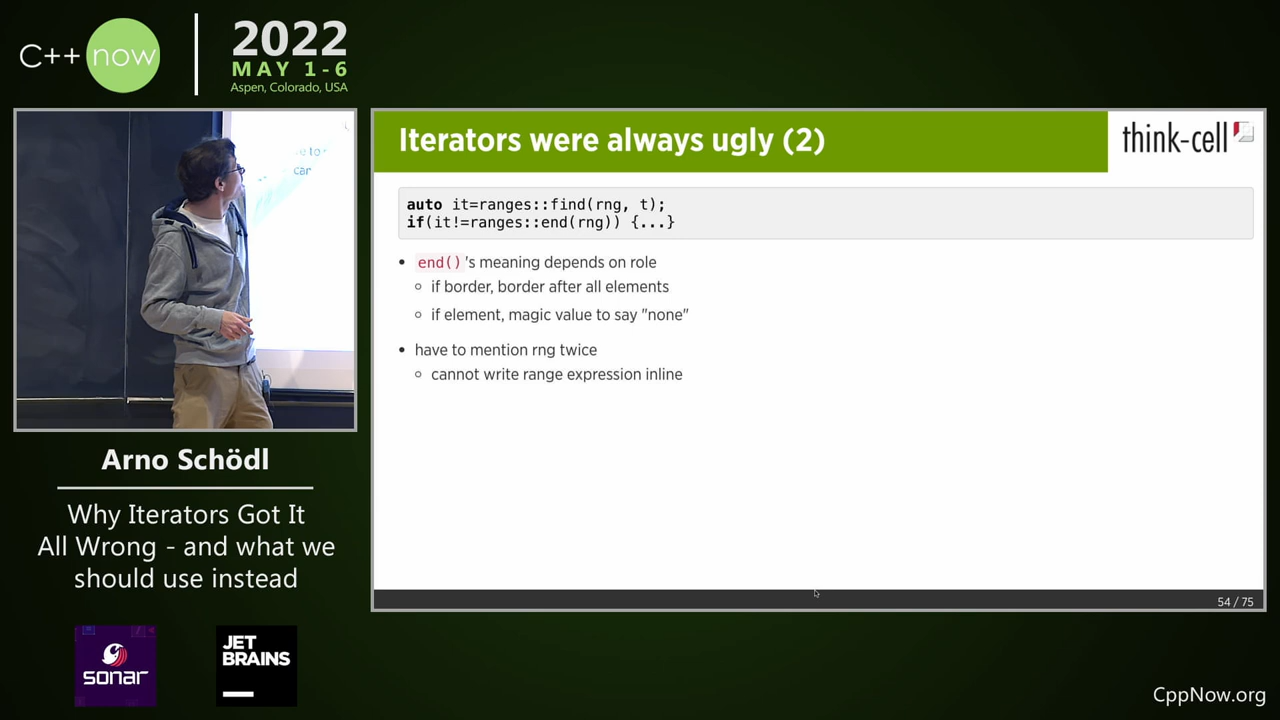 C++ now
2022
MAY 1-6
Aspen, Colorado, USA
Iterators were always ugly (2)
think-cell
auto it=ranges::find(rng, t);
if(it!=ranges::end(rng)) {...}
end()'s meaning depends on role
if border, border after all elements
if element, magic value to say "none"
have to mention rng twice
cannot write range expression inline
54 / 75
can
Arno Schödl
Why Iterators Got It
All Wrong - and what we
should use instead
sonar
JET
BRAINS
CppNow.org